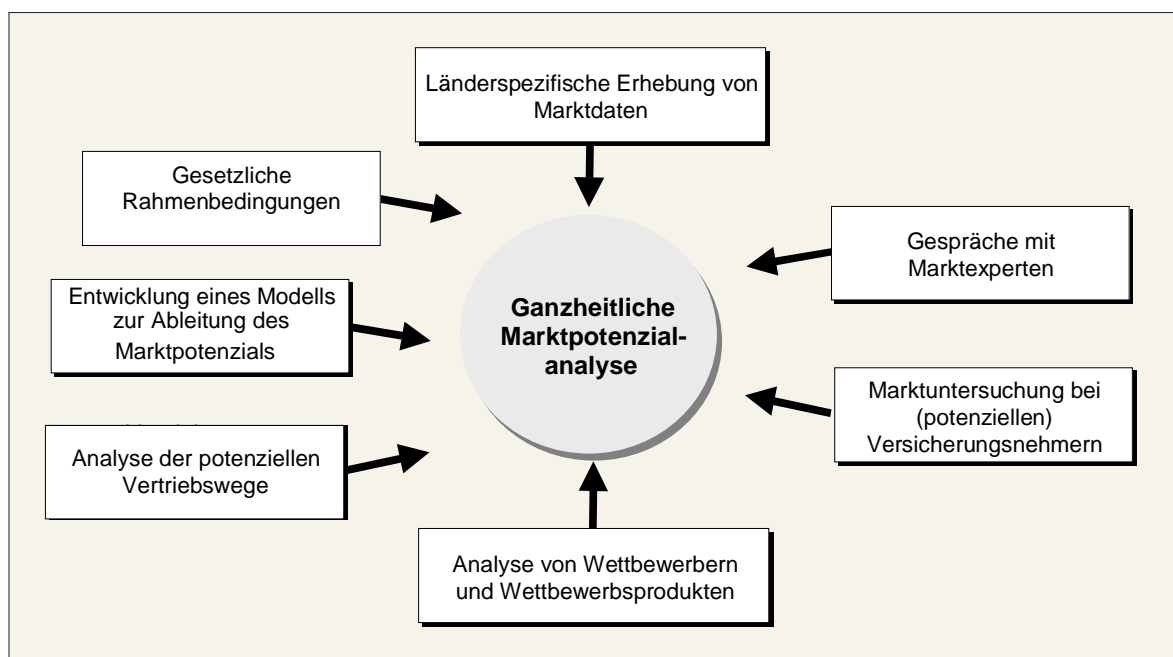 Länderspezifische Erhebung von
Marktdaten
Gesetzliche
Rahmenbedingungen
Gespräche mit
Marktexperten
Entwicklung eines Modells
zur Ableitung des
Marktpotenzials
Ganzheitliche
Marktpotenzial-
analyse
Marktuntersuchung bei
(potenziellen)
Versicherungsnehmern
Analyse der potenziellen
Vertriebswege
Analyse von Wettbewerbern
und Wettbewerbsprodukten